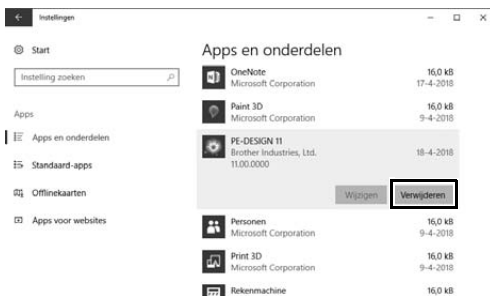 Instellingen
Start
Instelling zoeken
Apps
Apps en onderdelen
Standaard-apps
Offlinekaarten
Apps voor websites
Apps en onderdelen
OneNote 16,0 kB
Microsoft Corporation 17-4-2018
Paint 3D 16,0 kB
Microsoft Corporation 9-4-2018
PE-DESIGN 11
Brother Industries, Ltd. 18-4-2018
11.00.0000
Wijzigen Verwijderen
Personen 16,0 kB
Microsoft Corporation 9-4-2018
Print 3D 16,0 kB
Microsoft Corporation 9-4-2018
Rekenmachine 16,0 kB